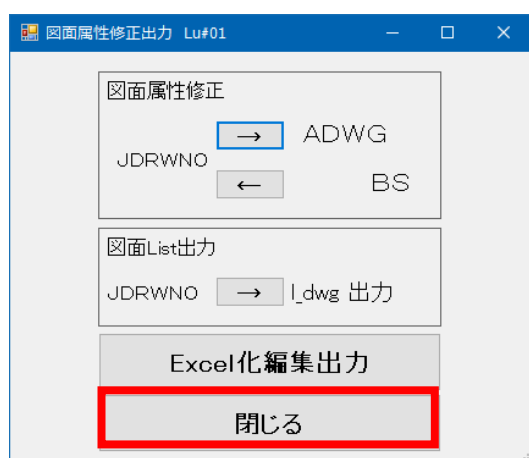 図面属性修正出力 Lu#01
図面属性修正
→ ADWG
JDRWNO
← BS
図面List出力
JDRWNO → l_dwg 出力
Excel化編集出力
閉じる